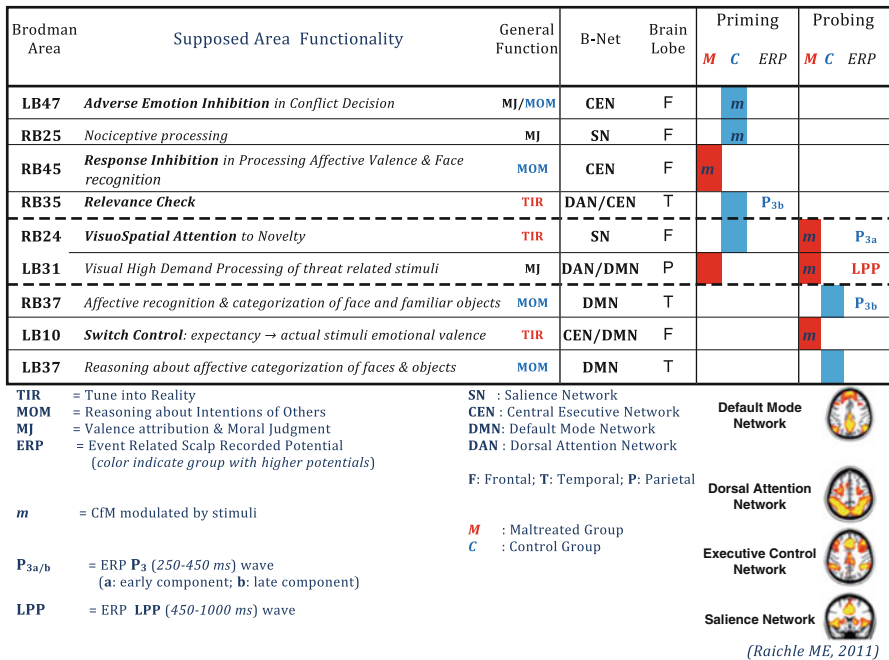 Brodman Area Supposed Area Functionality General Function B-Net Brain Lobe Priming Probing
M C ERP M C ERP
LB47 Adverse Emotion Inhibition in Conflict Decision MJ/MOM CEN F m
RB25 Nociceptive processing MJ SN F m
RB45 Response Inhibition in Processing Affective Valence & Face recognition MOM CEN F m
RB35 Relevance Check TIR DAN/CEN T P3b
RB24 VisuoSpatial Attention to Novelty TIR SN F m P3a
LB31 Visual High Demand Processing of threat related stimuli MJ DAN/DMN P m LPP
RB37 Affective recognition & categorization of face and familiar objects MOM DMN T P3b
LB10 Switch Control: expectancy → actual stimuli emotional valence TIR CEN/DMN F m
LB37 Reasoning about affective categorization of faces & objects MOM DMN T
TIR = Tune into Reality
MOM = Reasoning about Intentions of Others
MJ = Valence attribution & Moral Judgment
ERP = Event Related Scalp Recorded Potential
(color indicate group with higher potentials)
m = CfM modulated by stimuli
P3a/b = ERP P3 (250-450 ms) wave
(a: early component; b: late component)
LPP = ERP LPP (450-1000 ms) wave
SN : Salience Network
CEN : Central Executive Network
DMN: Default Mode Network
DAN : Dorsal Attention Network
F: Frontal; T: Temporal; P: Parietal
M : Maltreated Group
C : Control Group
Default Mode
Network
Dorsal Attention
Network
Executive Control
Network
Salience Network
(Raichle ME, 2011)